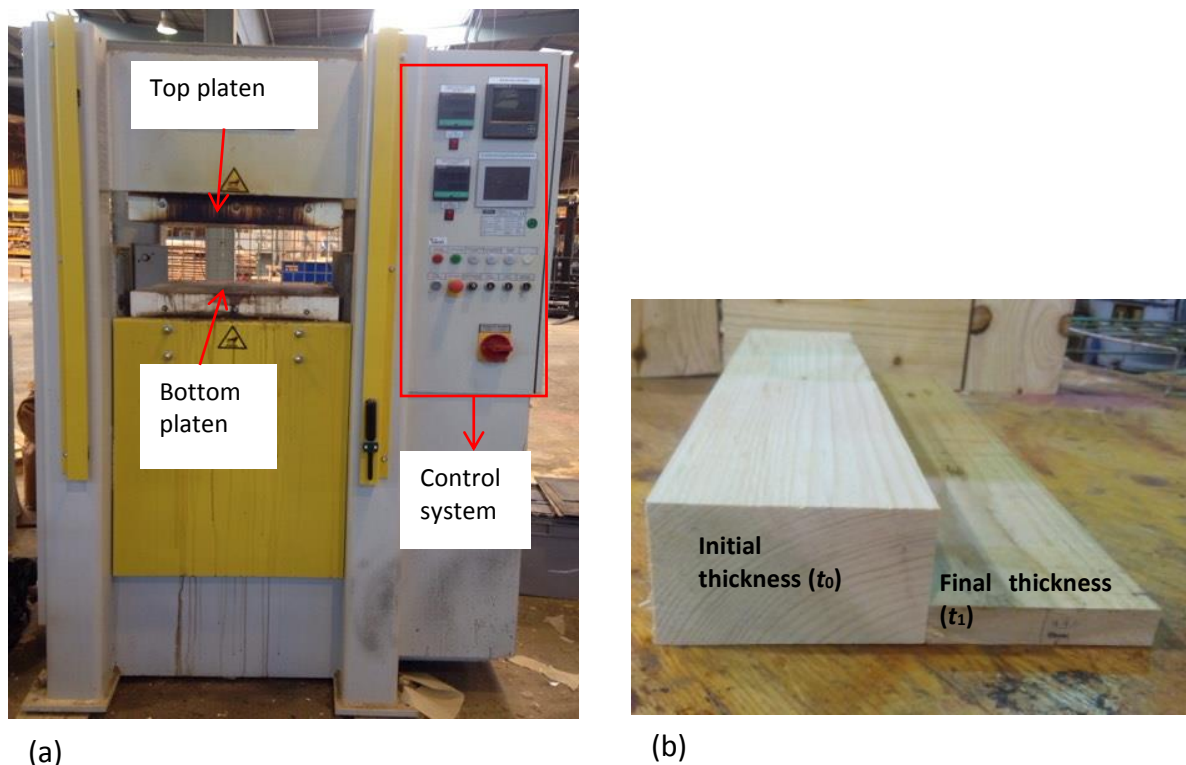 Top platen
Bottom
platen
Control
system
Initial
thickness (t₀)
Final thickness
(t₁)
(a)
(b)